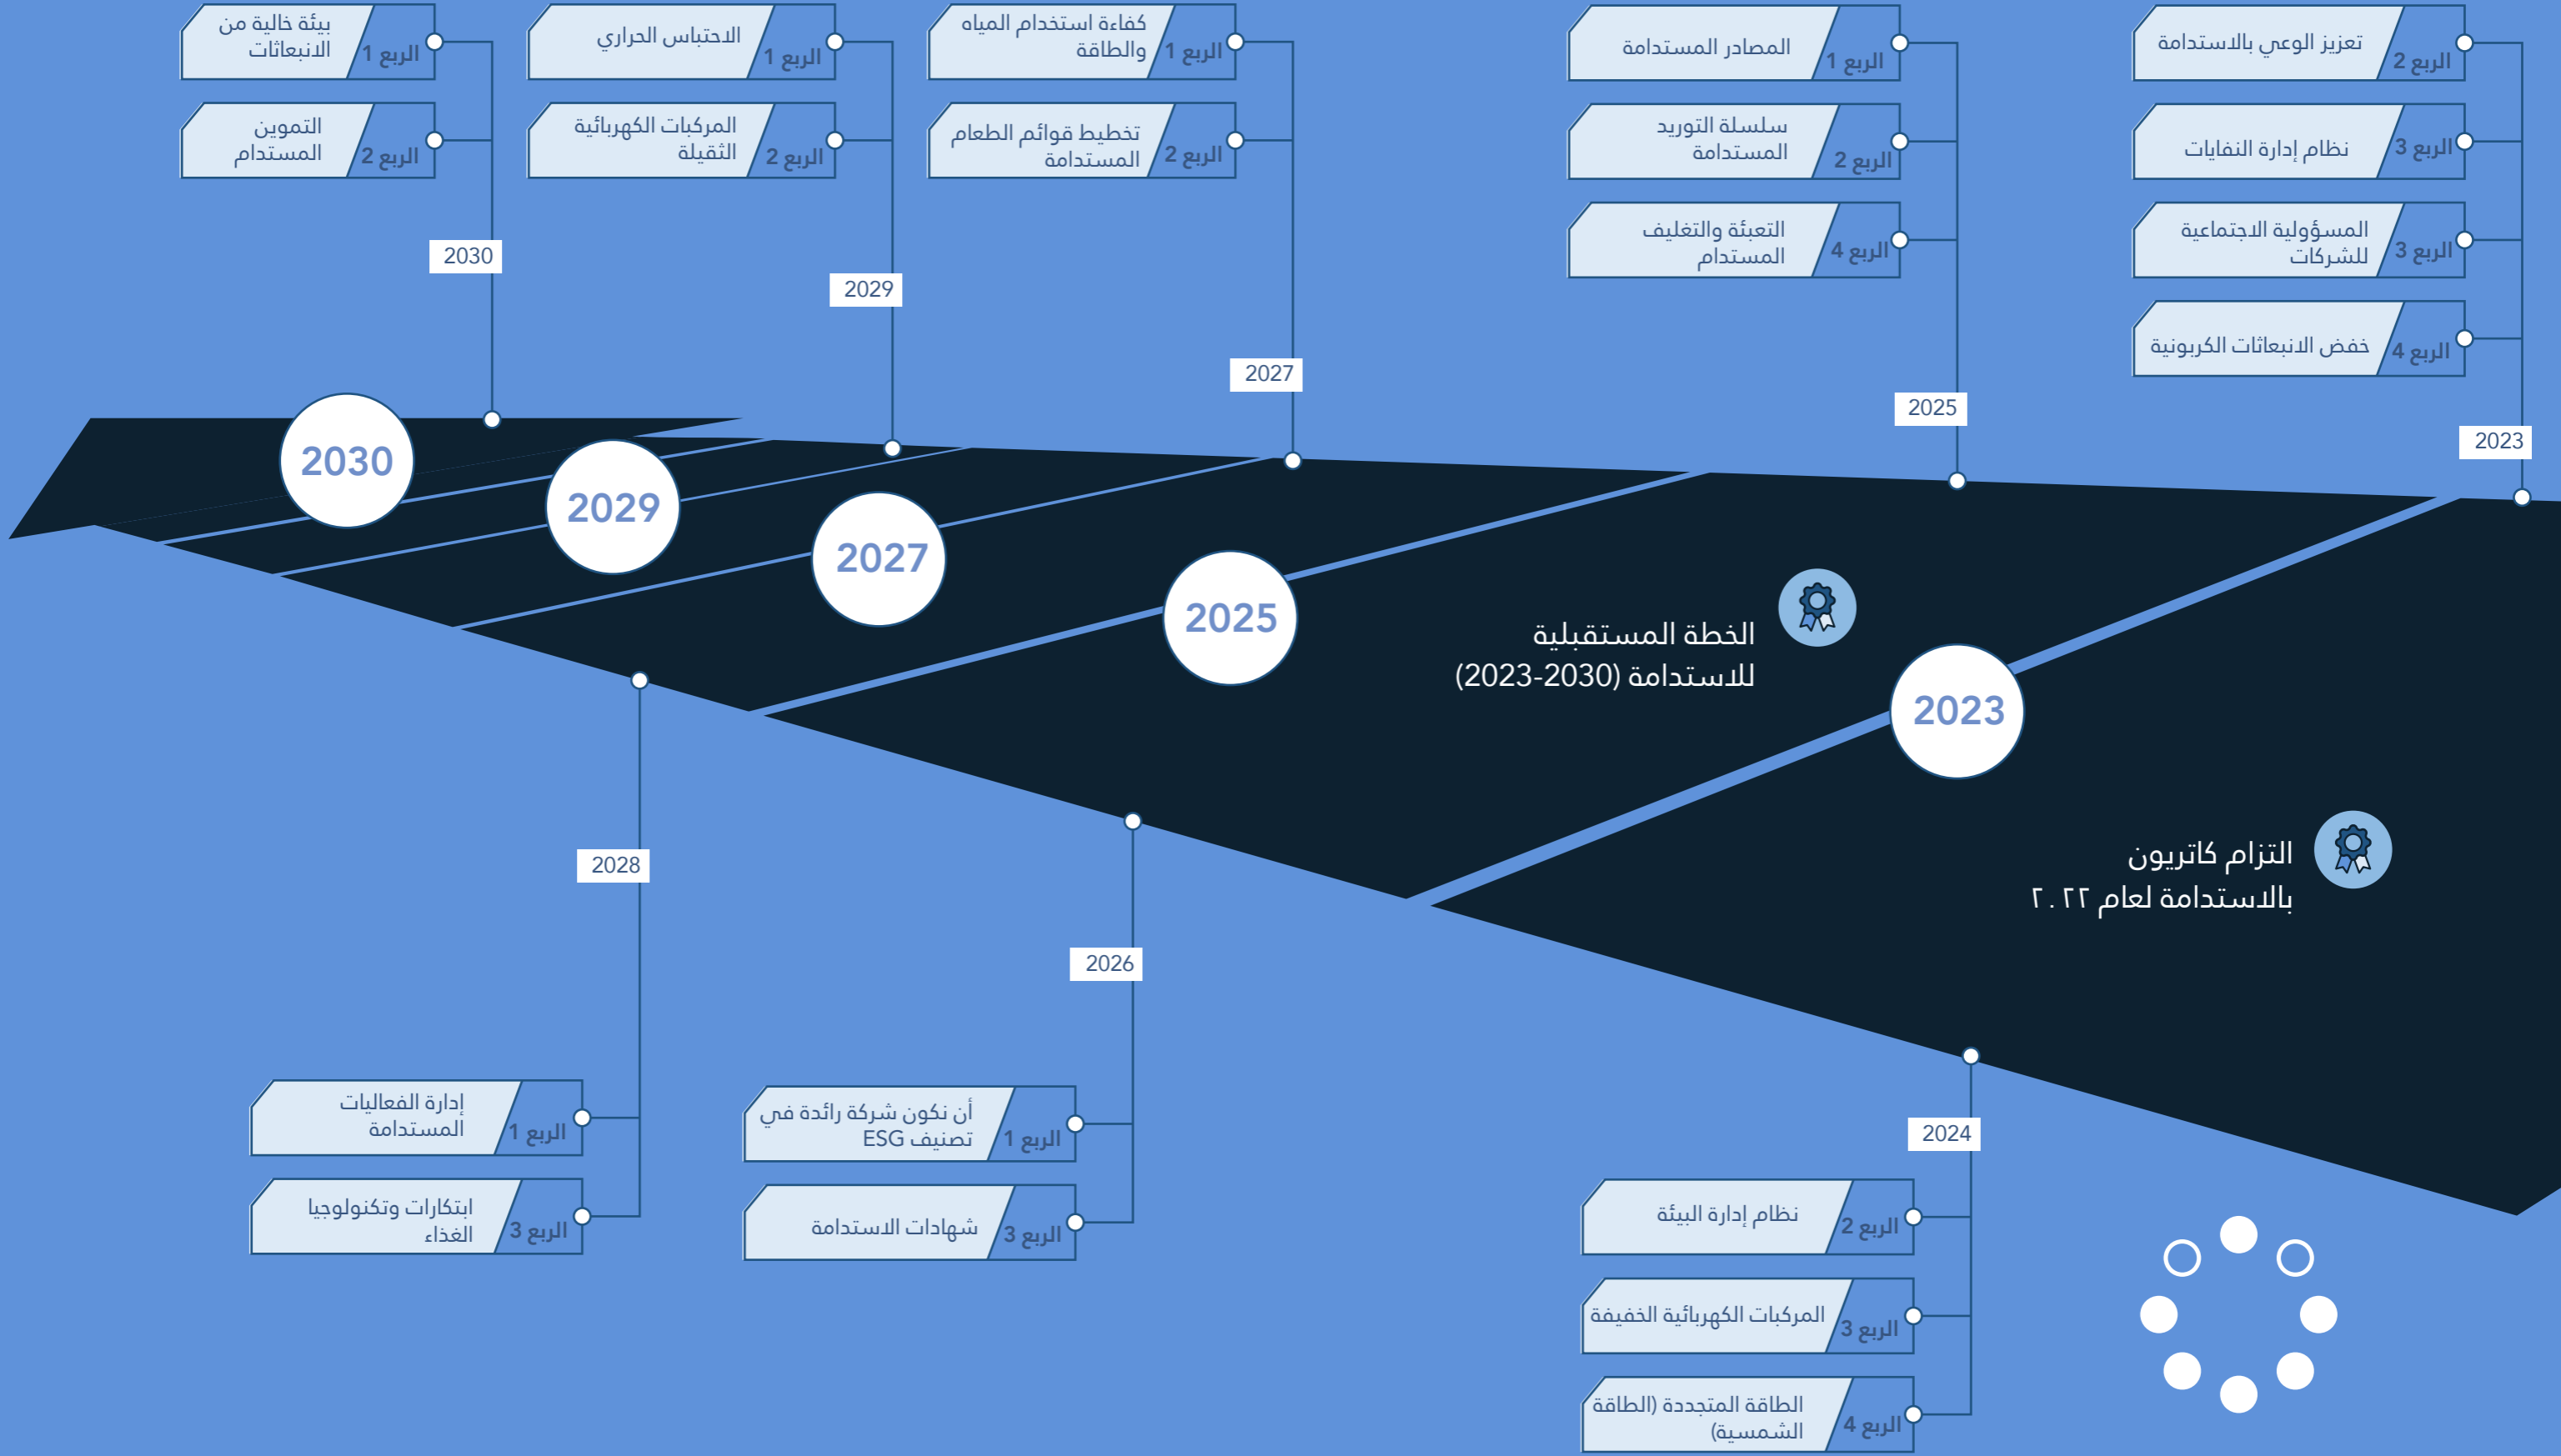 تعزيز الوعي بالاستدامة
الربع 2
نظام إدارة النفايات
الربع 3
المسؤولية الاجتماعية
للشركات
الربع 3
خفض الانبعاثات الكربونية
الربع 4
2023
المصادر المستدامة
الربع 1
سلسلة التوريد
المستدامة
الربع 2
التعبئة والتغليف
المستدام
الربع 4
2025
كفاءة استخدام المياه
والطاقة
الربع 1
تخطيط قوائم الطعام
المستدامة
الربع 2
2027
الاحتباس الحراري
الربع 1
المركبات الكهربائية
الثقيلة
الربع 2
2029
بيئة خالية من
الانبعاثات
الربع 1
التموين
المستدام
الربع 2
2030
2023
2025
2027
2029
2030
الخطة المستقبلية
للاستدامة (2030-2023)
التزام كاتريون
بالاستدامة لعام ٢٠٢٢
2024
نظام إدارة البيئة
الربع 2
المركبات الكهربائية الخفيفة
الربع 3
الطاقة المتجددة (الطاقة
الشمسية)
الربع 4
2026
أن نكون شركة رائدة في
تصنيف ESG
الربع 1
شهادات الاستدامة
الربع 3
2028
إدارة الفعاليات
المستدامة
الربع 1
ابتكارات وتكنولوجيا
الغذاء
الربع 3